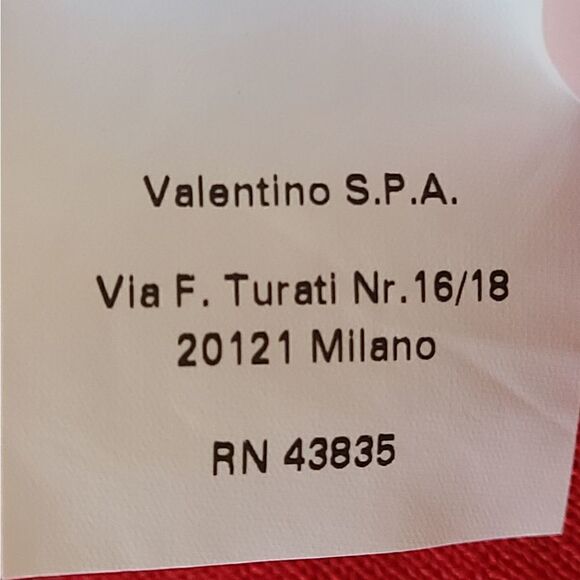 Valentino S.P.A.
Via F. Turati Nr.16/18
20121 Milano
RN 43835